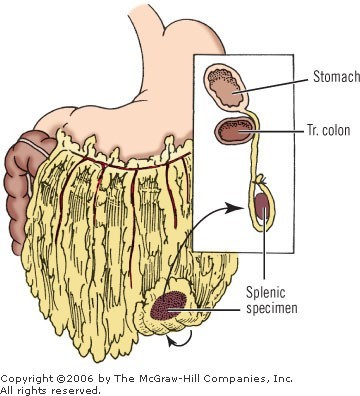 Stomach
Tr. colon
Splenic
specimen
Copyright ©2006 by The McGraw-Hill Companies, Inc.
All rights reserved.